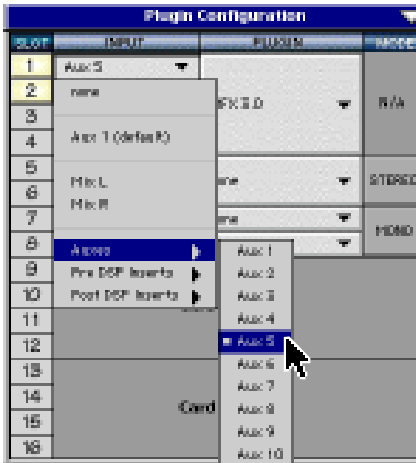 Plugin Configuration
SLOT INPUT PLUGIN MODE
1 Aux 5
2 none
3 N/A
4 Aux 1 (default)
5 STEREO
6 Mix L
Mix R
7 MONO
8 Auxes Aux 1
9 Pre DSP Inserts Aux 2
10 Post DSP Inserts Aux 3
11 Aux 4
12 Aux 5
13 Aux 6
14 Aux 7
Card Aux 8
15 Aux 9
16 Aux 10